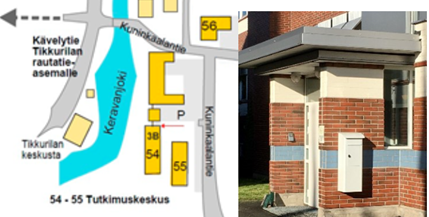 Kävelytie
Tikkurilan
rautatie-
asemalle
Kuninkaalantie
56
Keravanjoki
P
Kuninkaalantie
Tikkurilan
keskusta
3B
54
55
54 - 55 Tutkimuskeskus